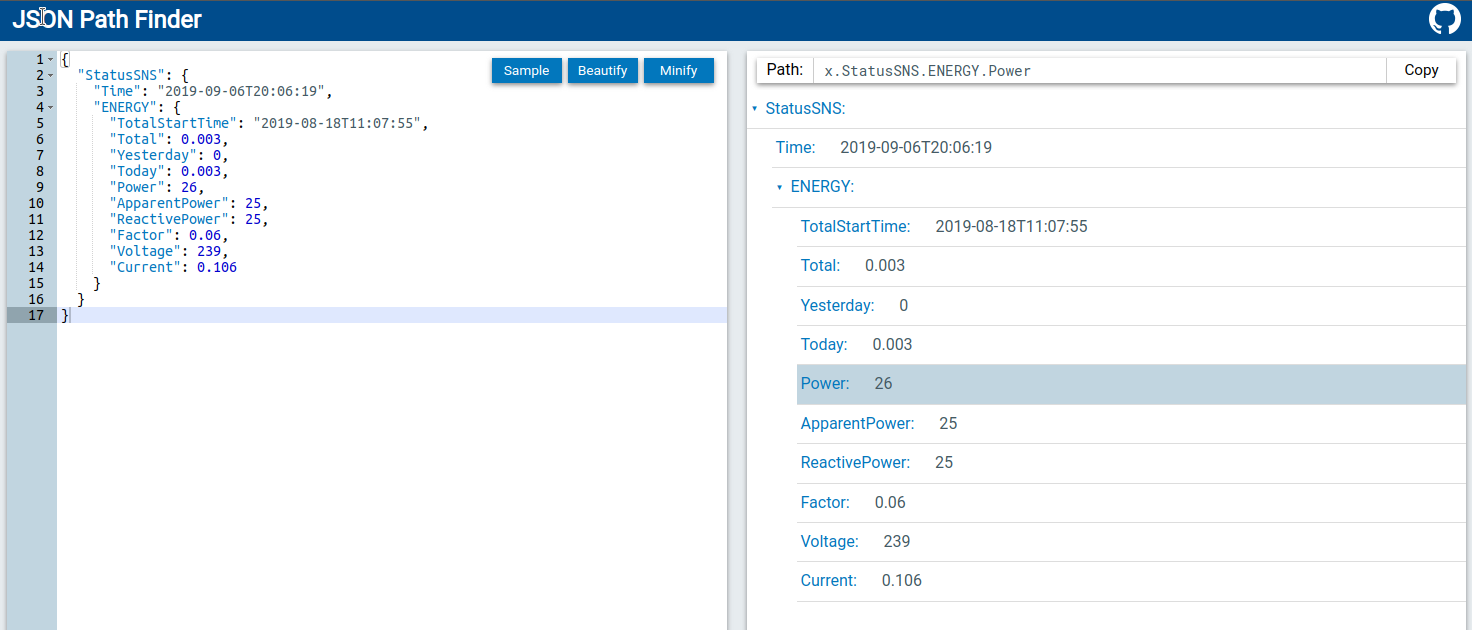 JSON Path Finder
1 {
2 "StatusSNS": {
3 "Time": "2019-09-06T20:06:19",
4 "ENERGY": {
5 "TotalStartTime": "2019-08-18T11:07:55",
6 "Total": 0.003,
7 "Yesterday": 0,
8 "Today": 0.003,
9 "Power": 26,
10 "ApparentPower": 25,
11 "ReactivePower": 25,
12 "Factor": 0.06,
13 "Voltage": 239,
14 "Current": 0.106
15 }
16 }
17 }
Sample Beautify Minify
Path: x.StatusSNS.ENERGY.Power Copy
StatusSNS:
Time: 2019-09-06T20:06:19
ENERGY:
TotalStartTime: 2019-08-18T11:07:55
Total: 0.003
Yesterday: 0
Today: 0.003
Power: 26
ApparentPower: 25
ReactivePower: 25
Factor: 0.06
Voltage: 239
Current: 0.106